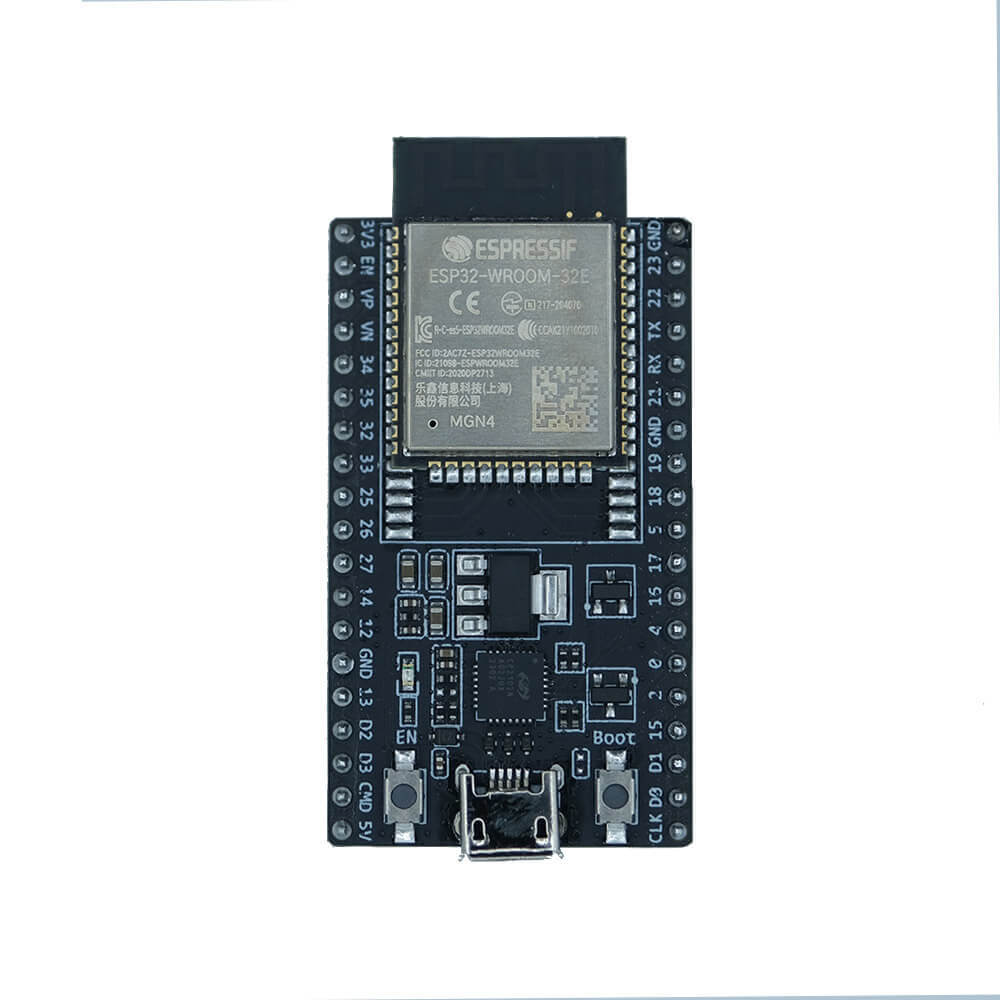 ESPRESSIF
ESP32-WROOM-32E
CE
R 217-204070
R-C-es5-ESP32WROOM32E
CCAK21Y1002010
FCC ID:2AC7Z-ESP32WROOM32E
IC ID:21098-ESPWROOM32E
CMIIT ID:2020DP2713
乐鑫信息科技(上海)
股份有限公司
MGN4
3V3
EN
VP
VN
34
35
32
33
25
26
27
14
12
GND
13
D2
D3
CMD
5V
GND
23
22
TX
RX
21
GND
19
18
5
17
16
4
0
2
15
D1
D0
CLK
EN
Boot